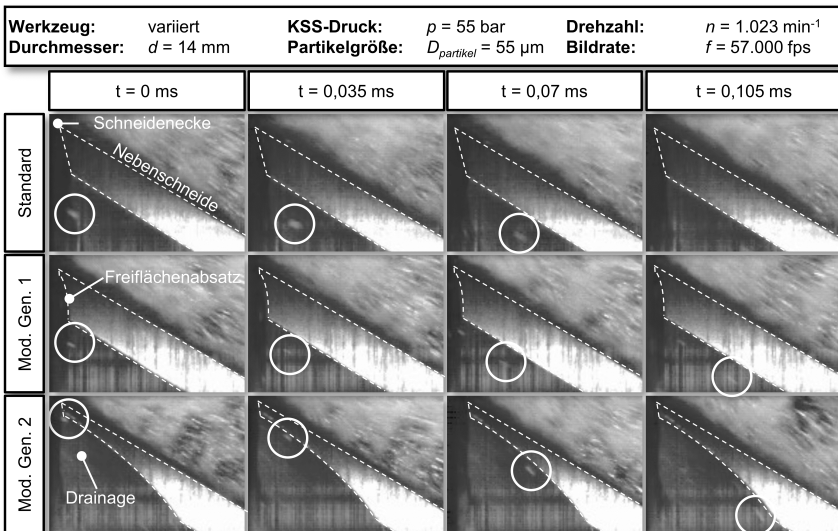 Werkzeug: variiert KSS-Druck: p = 55 bar Drehzahl: n = 1.023 min-1
Durchmesser: d = 14 mm Partikelgröße: Dpartikel = 55 µm Bildrate: f = 57.000 fps
t = 0 ms t = 0,035 ms t = 0,07 ms t = 0,105 ms
Standard
Schneidenecke
Nebenschneide
Mod. Gen. 1
Freiflächenabsatz
Mod. Gen. 2
Drainage